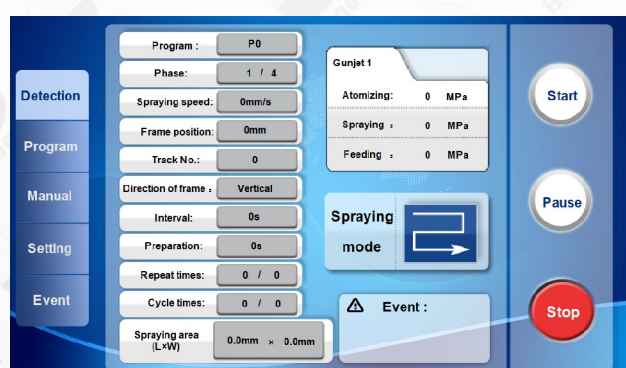 Detection
Program
Manual
Setting
Event
Program : P0
Phase: 1 / 4
Spraying speed: 0mm/s
Frame position: 0mm
Track No.: 0
Direction of frame : Vertical
Interval: 0s
Preparation: 0s
Repeat times: 0 / 0
Cycle times: 0 / 0
Spraying area
(L×W) 0.0mm × 0.0mm
Gunjet 1
Atomizing: 0 MPa
Spraying : 0 MPa
Feeding : 0 MPa
Spraying
mode
Event :
Start
Pause
Stop